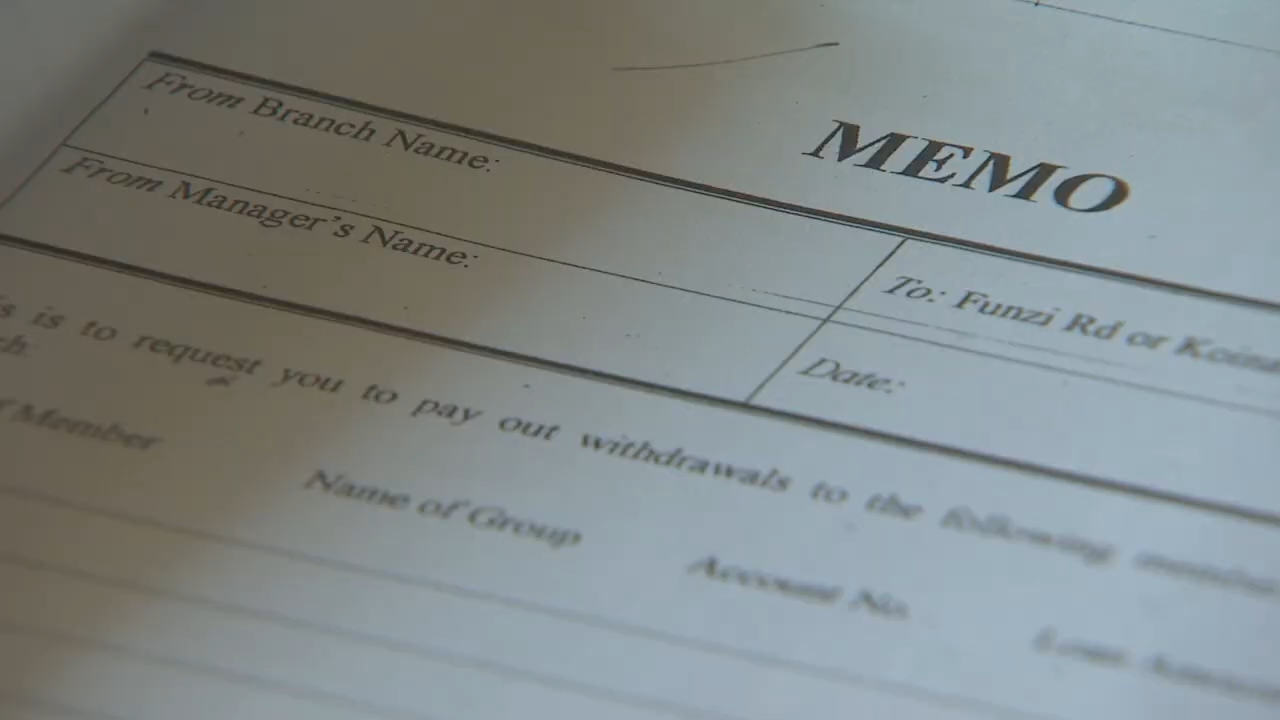 MEMO
From Branch Name:
To: Funzi Rd or
From Manager's Name:
Date:
is to request you to pay out withdrawals to the following
Member
Name of Group
Account No.